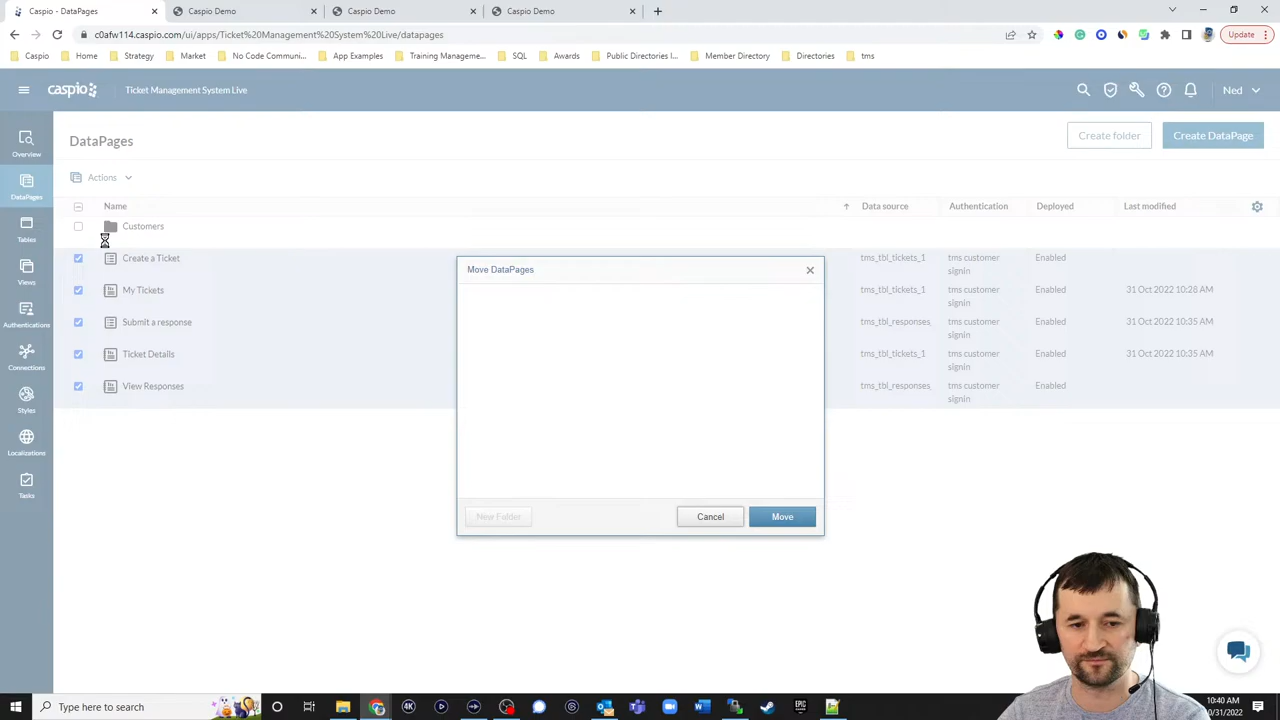 Caspio - DataPages
Caspio Demo
Caspio Demo
Caspio Demo
c0afw114.caspio.com/ui/apps/Ticket%20Management%20System%20Live/datapages
Update
Caspio
Home
Strategy
Market
No Code Communi...
App Examples
Training Manageme...
SQL
Awards
Public Directories I...
Member Directory
Directories
tms
caspio
Ticket Management System Live
Ned
Overview
DataPages
Tables
Views
Authentications
Connections
Styles
Localizations
Tasks
DataPages
Create folder
Create DataPage
Actions
Name
Data source
Authentication
Deployed
Last modified
Customers
Create a Ticket
tms_tbl_tickets_1
tms customer
signin
Enabled
My Tickets
tms_tbl_tickets_1
tms customer
signin
Enabled
31 Oct 2022 10:28 AM
Submit a response
tms_tbl_responses_
tms customer
signin
Enabled
31 Oct 2022 10:35 AM
Ticket Details
tms_tbl_tickets_1
tms customer
signin
Enabled
31 Oct 2022 10:35 AM
View Responses
tms_tbl_responses_
tms customer
signin
Enabled
Move DataPages
New Folder
Cancel
Move
Type here to search
4K
EPIC
10:40 AM
10/31/2022